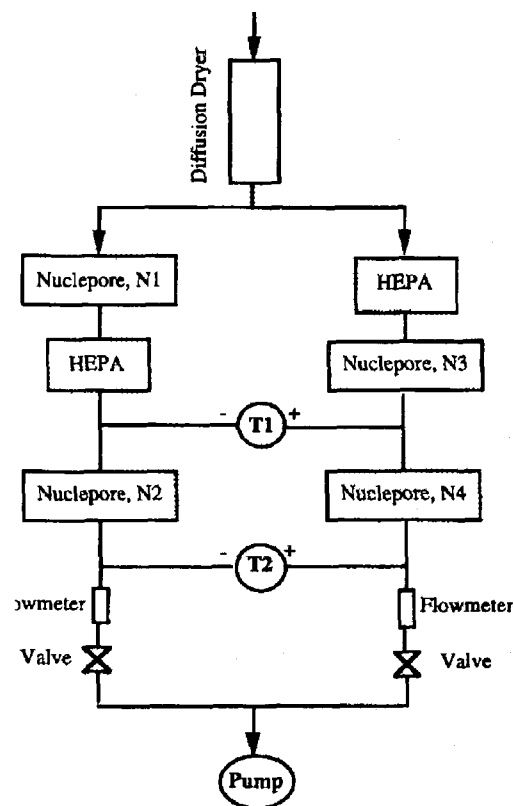 Diffusion Dryer
Nuclepore, N1
HEPA
HEPA
Nuclepore, N3
- T1 +
Nuclepore, N2
Nuclepore, N4
- T2 +
owmeter
Flowmeter
Valve
Valve
Pump